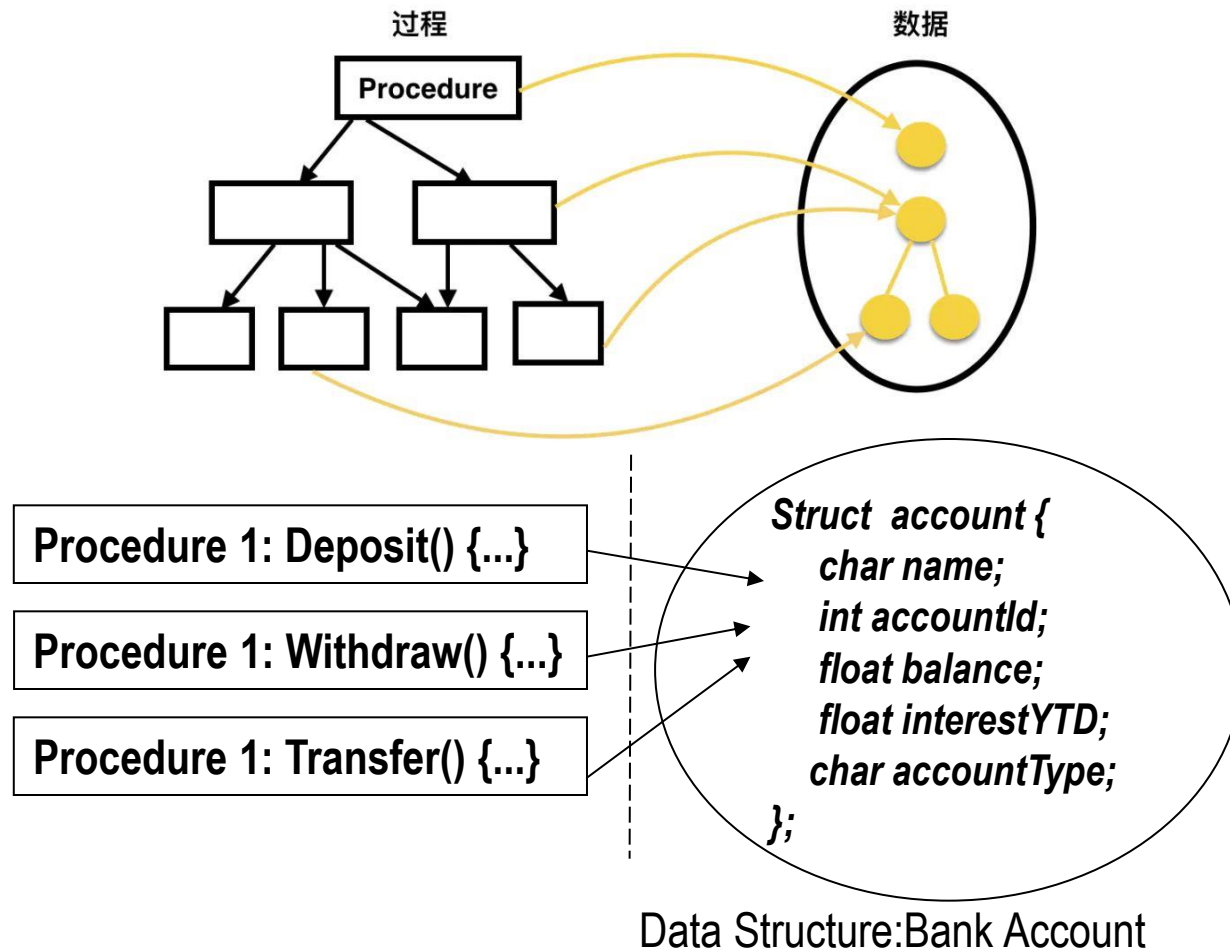 过程
数据
Procedure
Procedure 1: Deposit() {...}
Procedure 1: Withdraw() {...}
Procedure 1: Transfer() {...}
Struct account {
char name;
int accountId;
float balance;
float interestYTD;
char accountType;
};
Data Structure:Bank Account